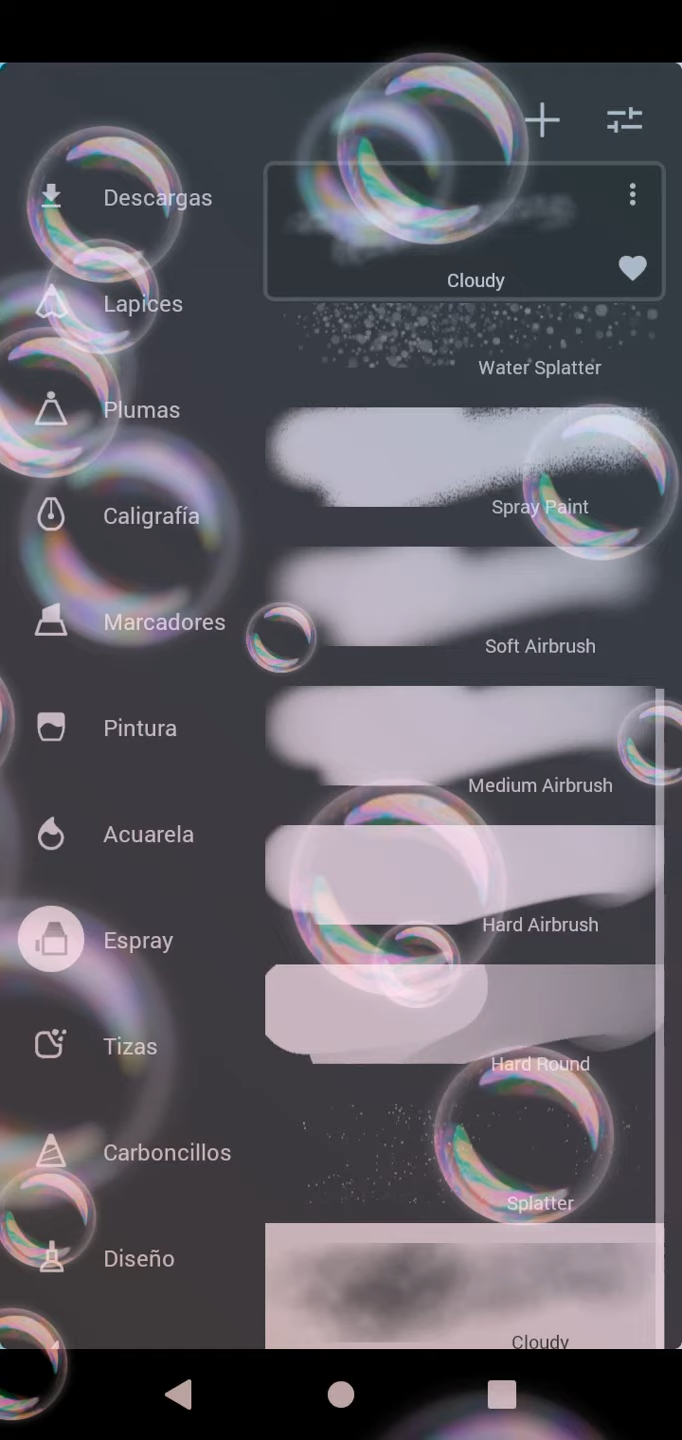 Descargas
Lapices
Plumas
Caligrafía
Marcadores
Pintura
Acuarela
Espray
Tizas
Carboncillos
Diseño
Cloudy
Water Splatter
Spray Paint
Soft Airbrush
Medium Airbrush
Hard Airbrush
Hard Round
Splatter
Cloudy